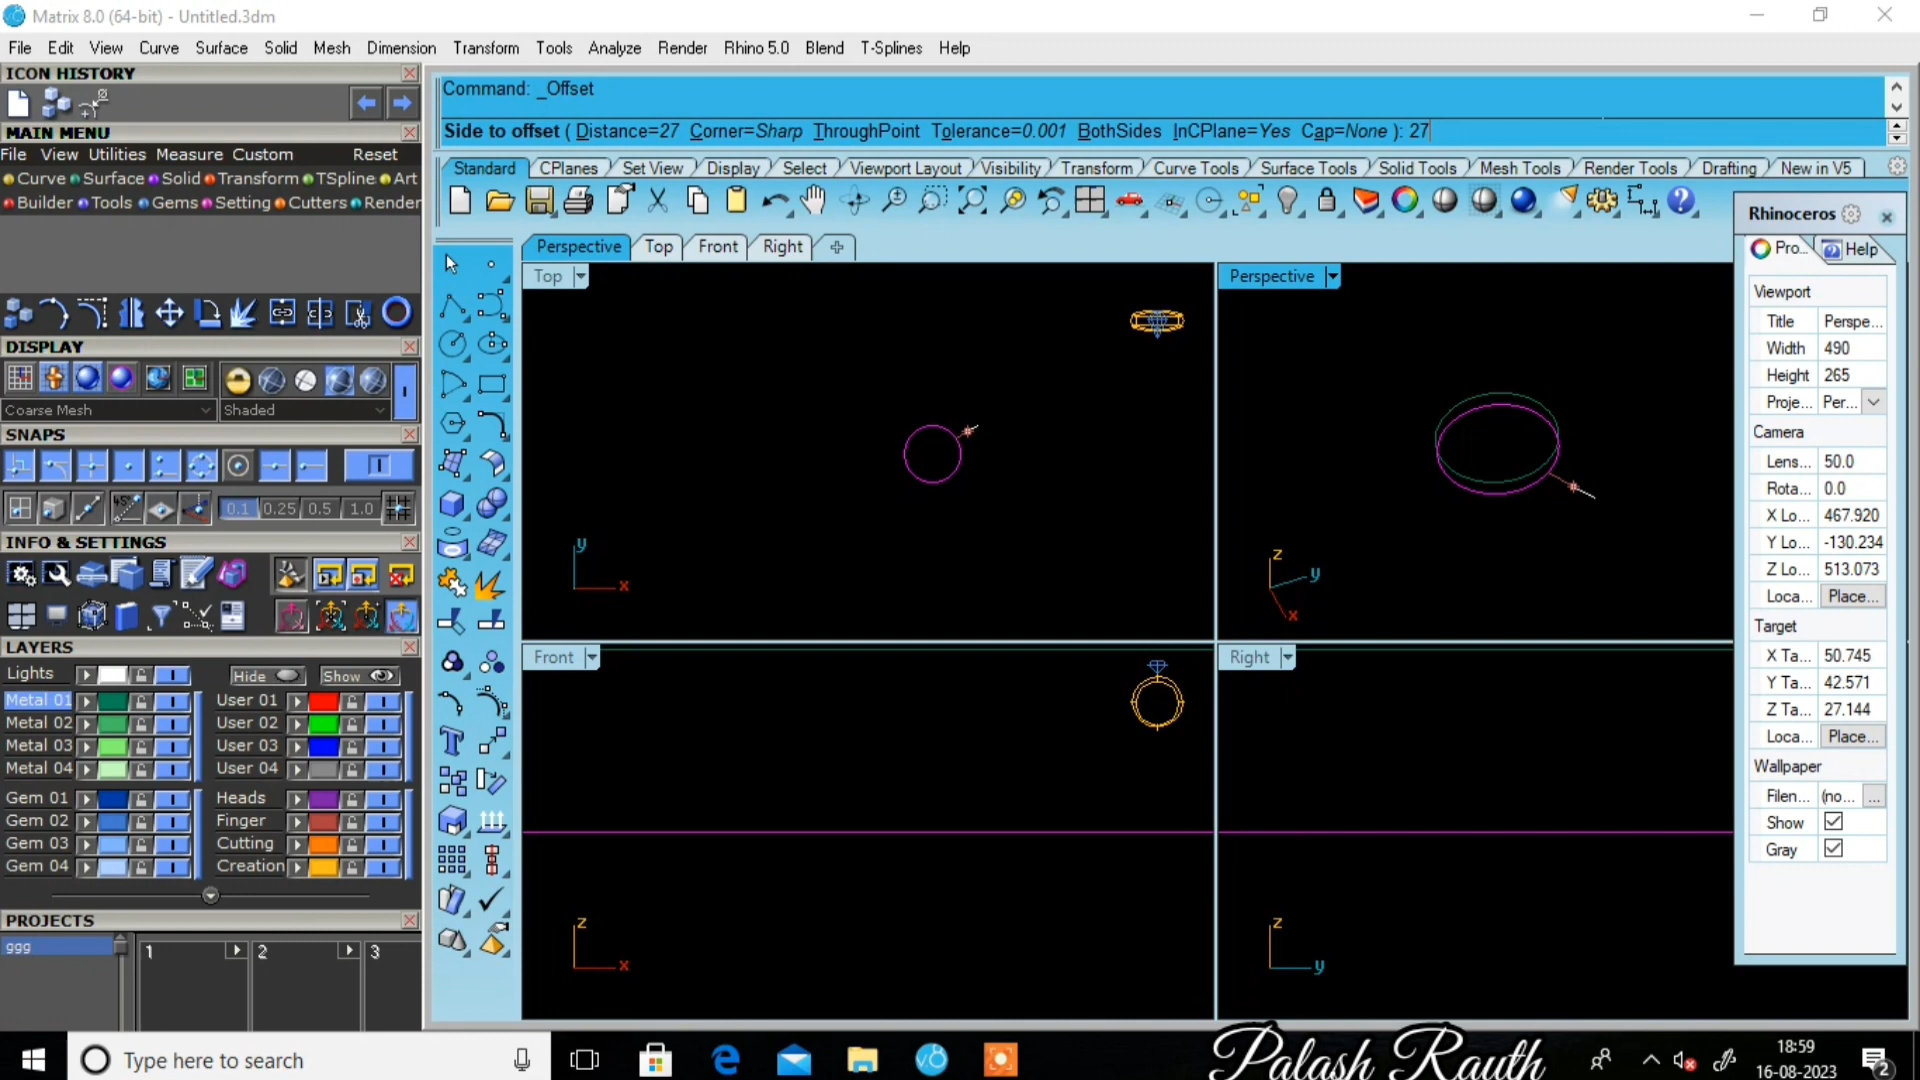 Matrix 8.0 (64-bit) - Untitled.3dm
File Edit View Curve Surface Solid Mesh Dimension Transform Tools Analyze Render Rhino 5.0 Blend T-Splines Help
ICON HISTORY
MAIN MENU
File View Utilities Measure Custom Reset
Curve Surface Solid Transform TSpline Art
Builder Tools Gems Setting Cutters Render
DISPLAY
Coarse Mesh Shaded
SNAPS
45°
0.1 0.25 0.5 1.0
INFO & SETTINGS
LAYERS
Lights Hide Show
Metal 01 User 01
Metal 02 User 02
Metal 03 User 03
Metal 04 User 04
Gem 01 Heads
Gem 02 Finger
Gem 03 Cutting
Gem 04 Creation
PROJECTS
ggg 1 2 3
Command: _Offset
Side to offset ( Distance=27 Corner=Sharp ThroughPoint Tolerance=0.001 BothSides InCPlane=Yes Cap=None ): 27
Standard CPlanes Set View Display Select Viewport Layout Visibility Transform Curve Tools Surface Tools Solid Tools Mesh Tools Render Tools Drafting New in V5
Perspective Top Front Right
Top
y
x
Perspective
z
y
x
Front
z
x
Right
z
y
Rhinoceros
Pro... Help
Viewport
Title Perspe...
Width 490
Height 265
Proje... Per...
Camera
Lens... 50.0
Rota... 0.0
X Lo... 467.920
Y Lo... -130.234
Z Lo... 513.073
Loca... Place...
Target
X Ta... 50.745
Y Ta... 42.571
Z Ta... 27.144
Loca... Place...
Wallpaper
Filen... (no... ...
Show
Gray
Type here to search
Palash Rauth
18:59
16-08-2023
2